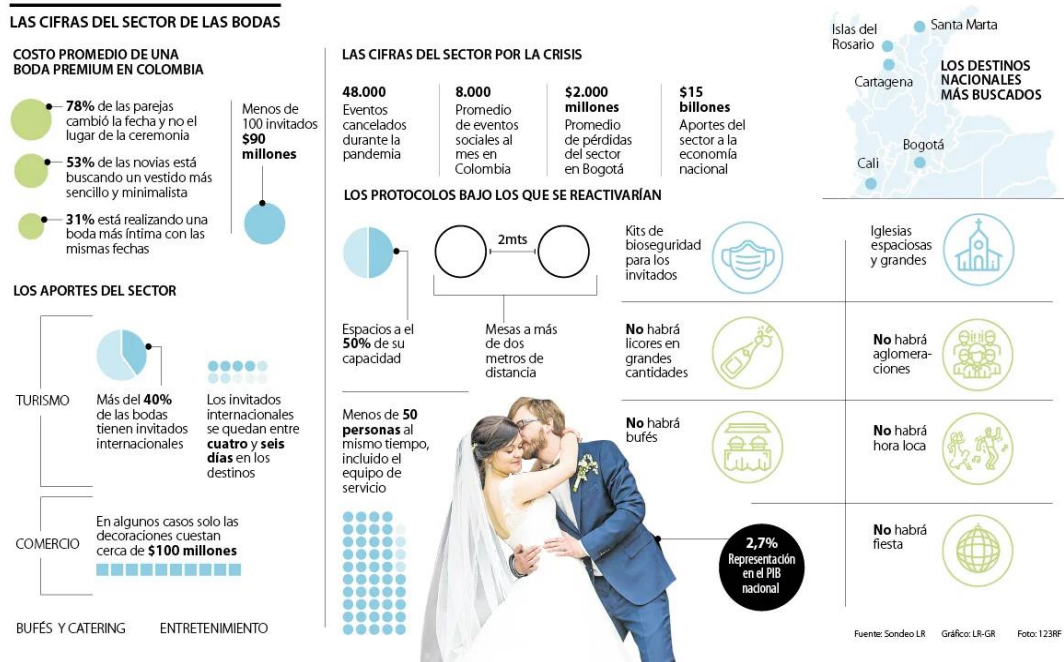 LAS CIFRAS DEL SECTOR DE LAS BODAS
COSTO PROMEDIO DE UNA
BODA PREMIUM EN COLOMBIA
78% de las parejas
cambió la fecha y no el
lugar de la ceremonia
53% de las novias está
buscando un vestido más
sencillo y minimalista
31% está realizando una
boda más íntima con las
mismas fechas
Menos de
100 invitados
$90
millones
LOS APORTES DEL SECTOR
TURISMO
Más del 40%
de las bodas
tienen invitados
internacionales
Los invitados
internacionales
se quedan entre
cuatro y seis
días en los
destinos
COMERCIO
En algunos casos solo las
decoraciones cuestan
cerca de $100 millones
BUFÉS Y CATERING
ENTRETENIMIENTO
LAS CIFRAS DEL SECTOR POR LA CRISIS
48.000
Eventos
cancelados
durante la
pandemia
8.000
Promedio
de eventos
sociales al
mes en
Colombia
$2.000
millones
Promedio
de pérdidas
del sector
en Bogotá
$15
billones
Aportes del
sector a la
economía
nacional
LOS PROTOCOLOS BAJO LOS QUE SE REACTIVARÍAN
Espacios a el
50% de su
capacidad
2mts
Mesas a más
de dos
metros de
distancia
Menos de 50
personas al
mismo tiempo,
incluido el
equipo de
servicio
Kits de
bioseguridad
para los
invitados
No habrá
licores en
grandes
cantidades
No habrá
bufés
2,7%
Representación
en el PIB
nacional
Islas del
Rosario
Santa Marta
Cartagena
Bogotá
Cali
LOS DESTINOS
NACIONALES
MÁS BUSCADOS
Iglesias
espaciosas
y grandes
No habrá
aglomera-
ciones
No habrá
hora loca
No habrá
fiesta
Fuente: Sondeo LR
Gráfico: LR-GR
Foto: 123RF